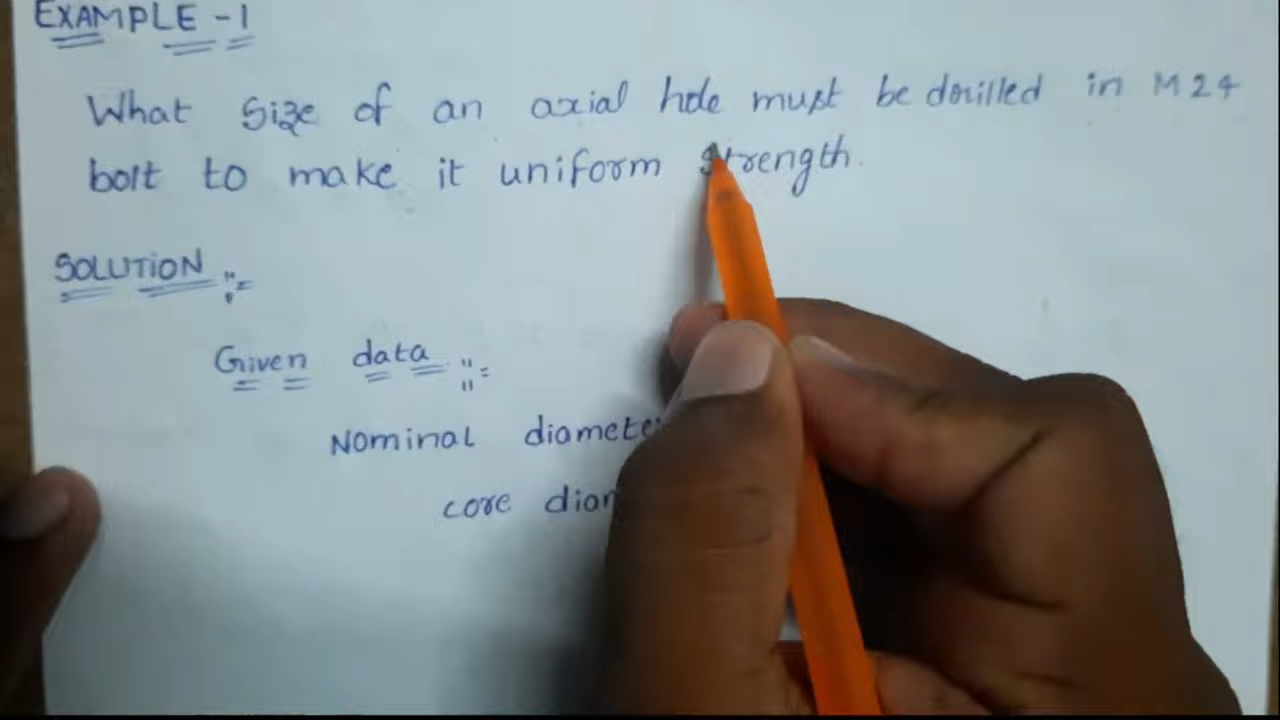 EXAMPLE - 1
What size of an axial hole must be drilled in M24
bolt to make it uniform strength.
SOLUTION :-
Given data :-
Nominal
core